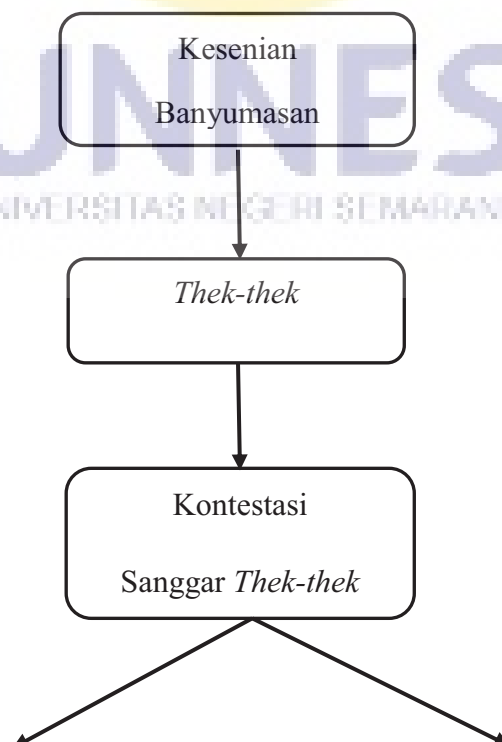 Kesenian
Banyumasan
UNNES
UNIVERSITAS NEGERI SEMARANG
Thek-thek
Kontestasi
Sanggar Thek-thek